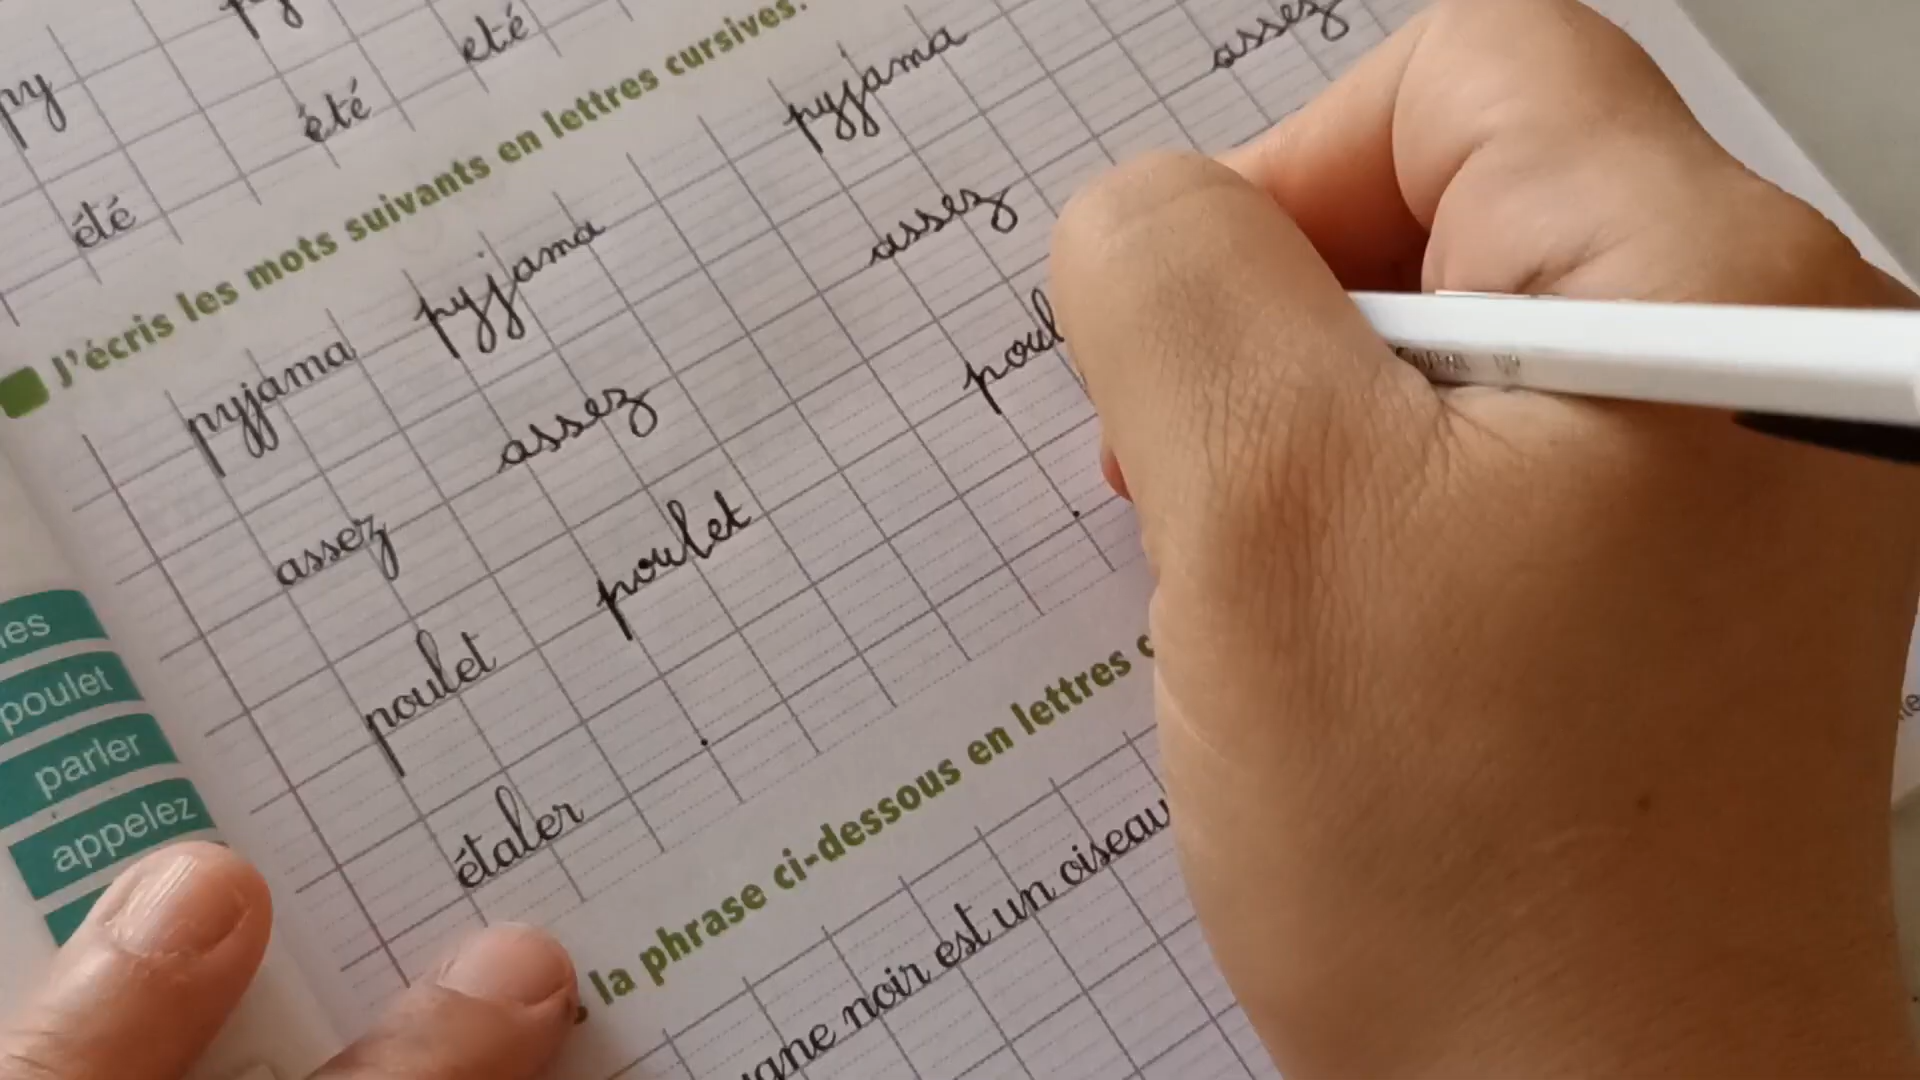 été été été
J'écris les mots suivants en lettres cursives.
pyjama pyjama pyjama
assez assez assez assez
poulet poulet poul
étaler
la phrase ci-dessous en lettres
noir est un oiseau
poulet
parler
appelez